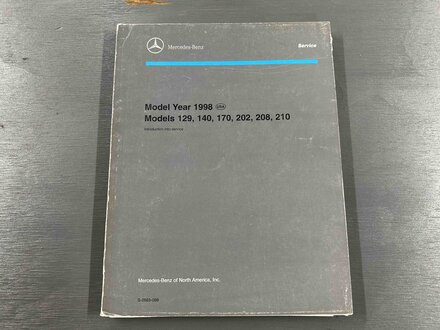 Mercedes-Benz
Service
Model Year 1998 USA
Models 129, 140, 170, 202, 208, 210
Introduction into service
Mercedes-Benz of North America, Inc.